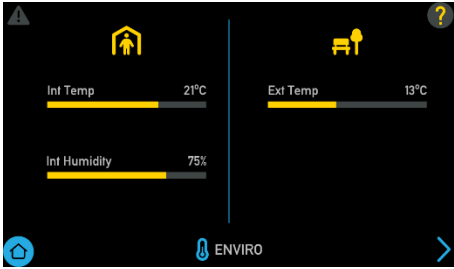 ?
Int Temp 21°C
Ext Temp 13°C
Int Humidity 75%
ENVIRO